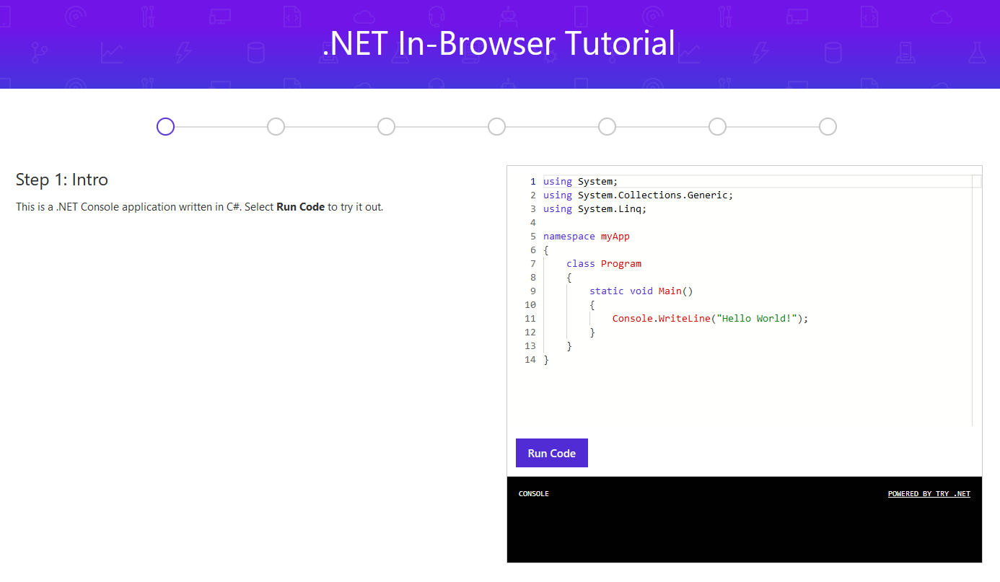 .NET In-Browser Tutorial
Step 1: Intro
This is a .NET Console application written in C#. Select Run Code to try it out.
1 using System;
2 using System.Collections.Generic;
3 using System.Linq;
4
5 namespace myApp
6 {
7     class Program
8     {
9         static void Main()
10         {
11             Console.WriteLine("Hello World!");
12         }
13     }
14 }
Run Code
CONSOLE
POWERED BY TRY .NET